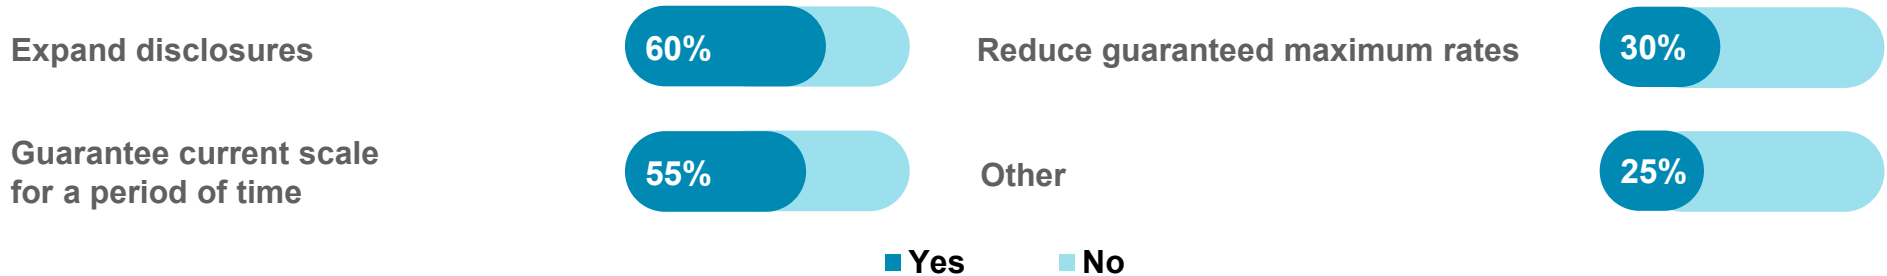 Expand disclosures
60%
Reduce guaranteed maximum rates
30%
Guarantee current scale
for a period of time
55%
Other
25%
Yes
No